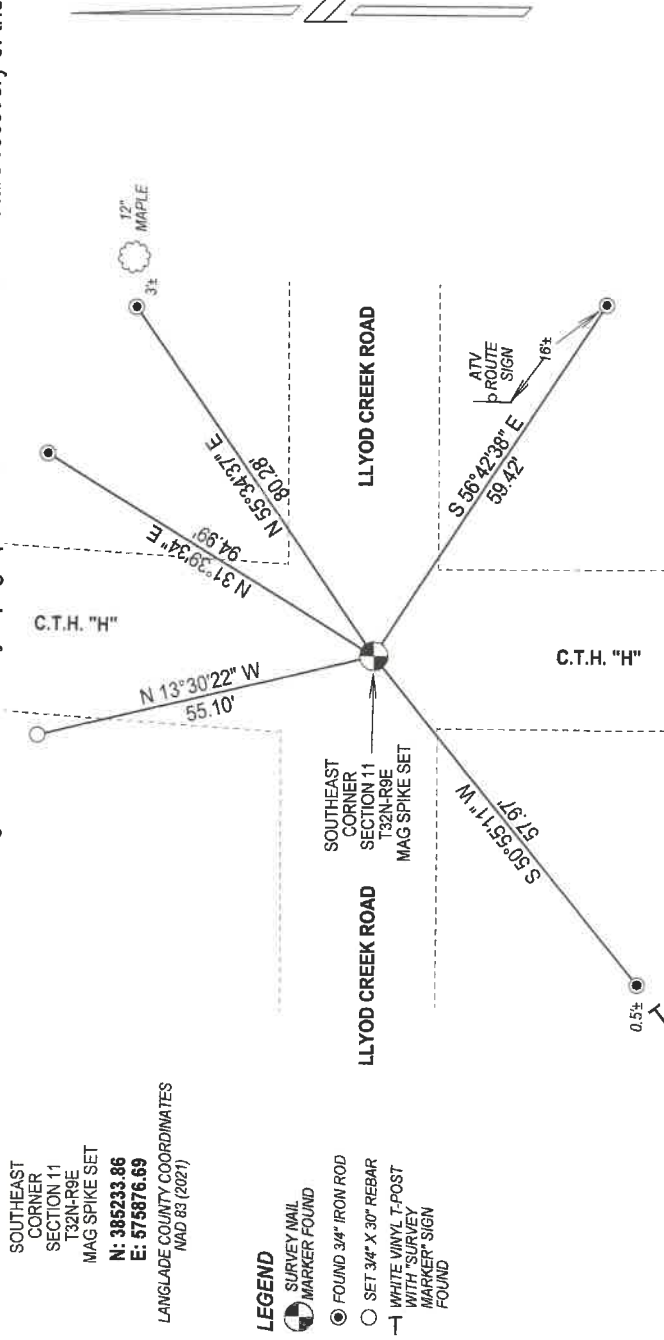 SOUTHEAST
CORNER
SECTION 11
T32N-R9E
MAG SPIKE SET
N: 385233.86
E: 575876.69
LANGLADE COUNTY COORDINATES
NAD 83 (2021)
LEGEND
SURVEY NAIL
MARKER FOUND
FOUND 3/4" IRON ROD
SET 3/4" X 30" REBAR
WHITE VINYL T-POST
WITH "SURVEY
MARKER" SIGN
FOUND
C.T.H. "H"
N 13°30'22" W
55.10'
N 31°39'34" E
94.99'
N 55°34'37" E
80.28'
3'±
12"
MAPLE
LLYOD CREEK ROAD
SOUTHEAST
CORNER
SECTION 11
T32N-R9E
MAG SPIKE SET
LLYOD CREEK ROAD
S 50°55'11" W
57.97'
0.5'±
C.T.H. "H"
S 56°42'38" E
59.42'
ATV
ROUTE
SIGN
16'±